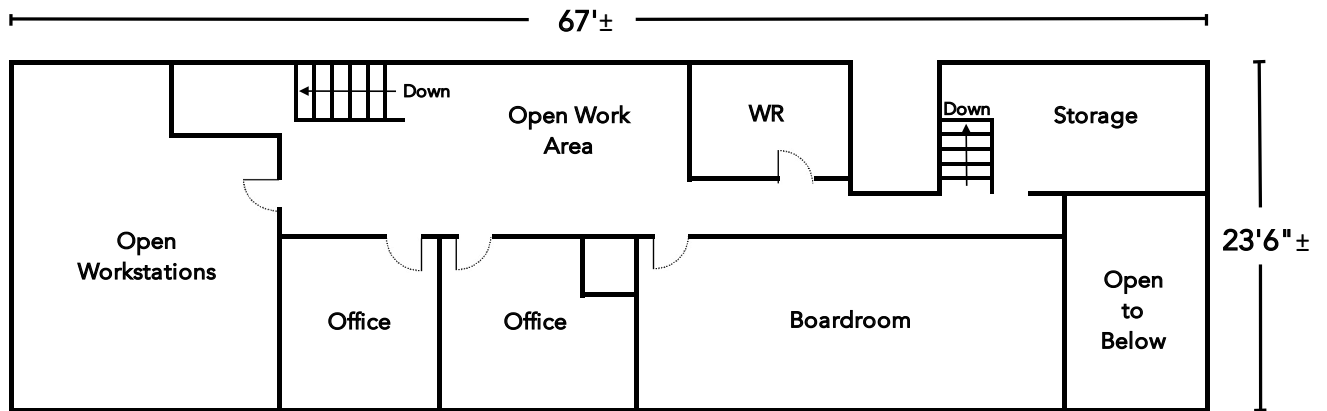 67'±
Down
Open Work
Area
WR
Down
Storage
Open
Workstations
23'6"±
Office
Office
Boardroom
Open
to
Below